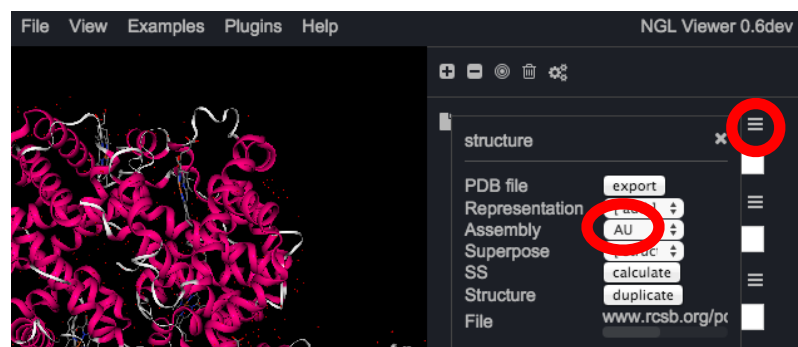 File View Examples Plugins Help NGL Viewer 0.6dev
structure
PDB file export
Representation
Assembly AU
Superpose
SS calculate
Structure duplicate
File www.rcsb.org/pd